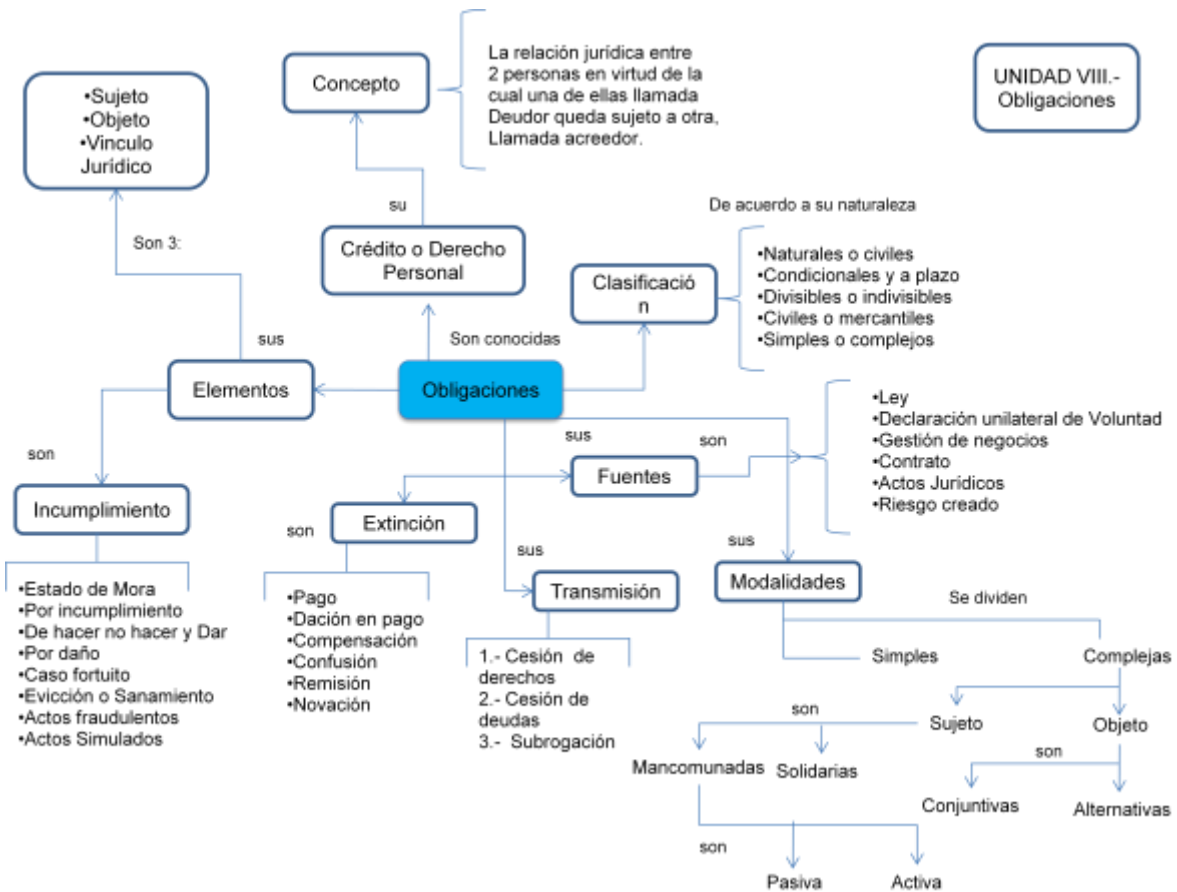 UNIDAD VIII.-
Obligaciones
Concepto
La relación jurídica entre
2 personas en virtud de la
cual una de ellas llamada
Deudor queda sujeto a otra,
Llamada acreedor.
•Sujeto
•Objeto
•Vinculo
Jurídico
su
Son 3:
Crédito o Derecho
Personal
De acuerdo a su naturaleza
Clasificació
n
•Naturales o civiles
•Condicionales y a plazo
•Divisibles o indivisibles
•Civiles o mercantiles
•Simples o complejos
sus
Son conocidas
Elementos
Obligaciones
son
sus
Fuentes
son
•Ley
•Declaración unilateral de Voluntad
•Gestión de negocios
•Contrato
•Actos Jurídicos
•Riesgo creado
Incumplimiento
•Estado de Mora
•Por incumplimiento
•De hacer no hacer y Dar
•Por daño
•Caso fortuito
•Evicción o Sanamiento
•Actos fraudulentos
•Actos Simulados
son
Extinción
•Pago
•Dación en pago
•Compensación
•Confusión
•Remisión
•Novación
sus
Transmisión
1.- Cesión de
derechos
2.- Cesión de
deudas
3.- Subrogación
sus
Modalidades
Se dividen
Simples
Complejas
son
Sujeto
Objeto
Mancomunadas
Solidarias
son
Conjuntivas
Alternativas
son
Pasiva
Activa